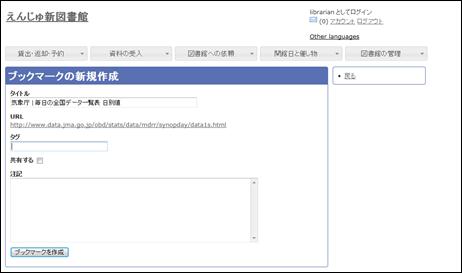 えんじゅ新図書館
librarian としてログイン
(0) アカウント ログアウト
Other languages
貸出・返却・予約
資料の受入
図書館への依頼
開館日と催し物
図書館の管理
ブックマークの新規作成
戻る
タイトル
気象庁 | 毎日の全国データ一覧表 日別値
URL
http://www.data.jma.go.jp/obd/stats/data/mdrr/synopday/data1s.html
タグ
共有する
注記
ブックマークを作成